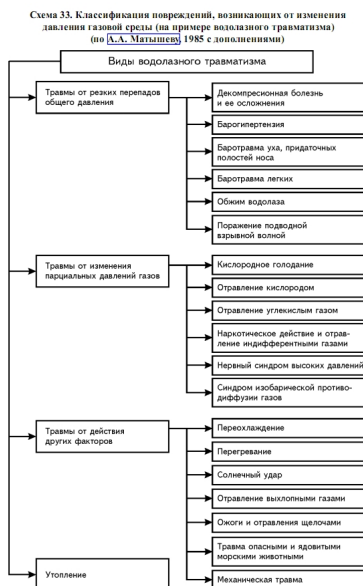 Схема 33. Классификация повреждений, возникающих от изменения
давления газовой среды (на примере водолазного травматизма)
(по А.А. Матышеву, 1985 с дополнениями)
Виды водолазного травматизма
Травмы от резких перепадов
общего давления
Декомпресионная болезнь
и ее осложнения
Барогипертензия
Баротравма уха, придаточных
полостей носа
Баротравма легких
Обжим водолаза
Поражение подводной
взрывной волной
Травмы от изменения
парциальных давлений газов
Кислородное голодание
Отравление кислородом
Отравление углекислым газом
Наркотическое действие и отрав-
ление индифферентными газами
Нервный синдром высоких давлений
Синдром изобарической противо-
диффузии газов
Травмы от действия
других факторов
Переохлаждение
Перегревание
Солнечный удар
Отравление выхлопными газами
Ожоги и отравления щелочами
Травма опасными и ядовитыми
морскими животными
Механическая травма
Утопление